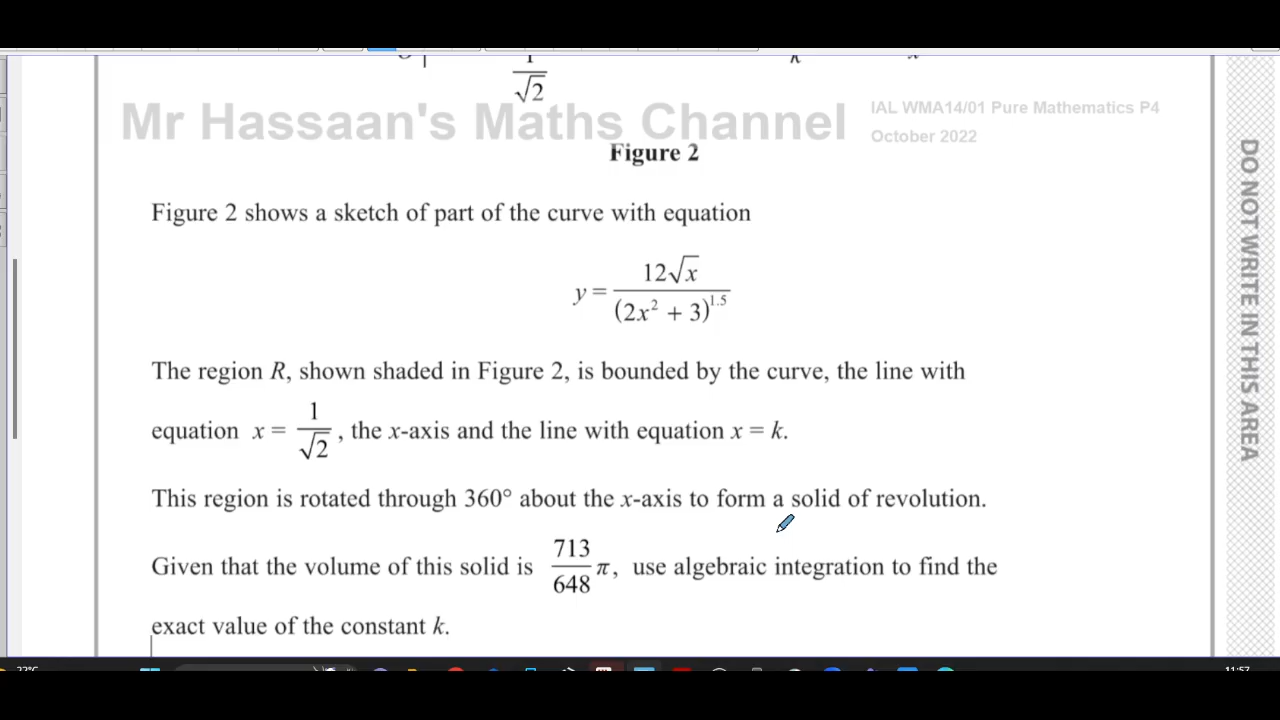 1
√2
k
x
Mr Hassaan's Maths Channel
IAL WMA14/01 Pure Mathematics P4
October 2022
Figure 2
Figure 2 shows a sketch of part of the curve with equation
y = 12√x / (2x² + 3)^1.5
The region R, shown shaded in Figure 2, is bounded by the curve, the line with
equation x = 1/√2, the x-axis and the line with equation x = k.
This region is rotated through 360° about the x-axis to form a solid of revolution.
Given that the volume of this solid is 713/648 π, use algebraic integration to find the
exact value of the constant k.
DO NOT WRITE IN THIS AREA
11:57